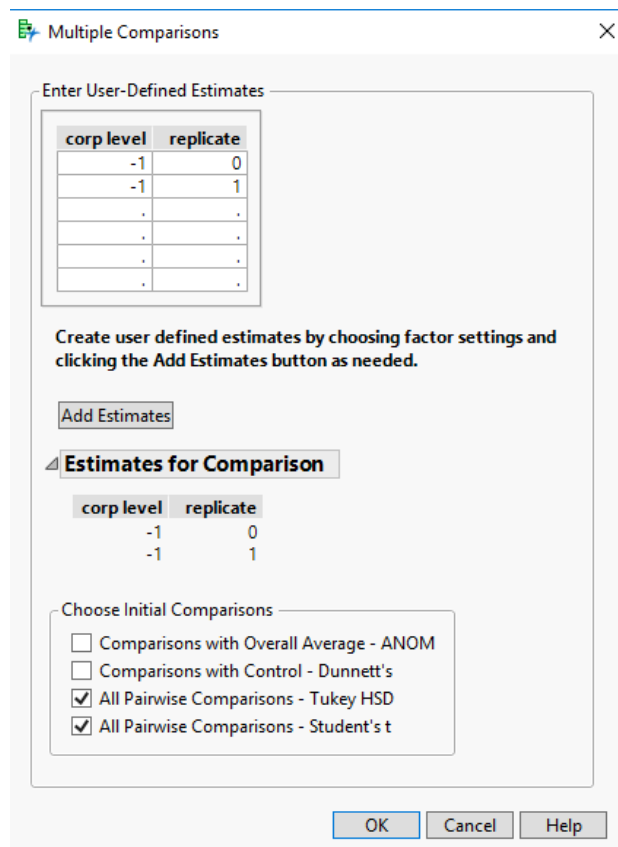 Multiple Comparisons
Enter User-Defined Estimates
corp level replicate
-1 0
-1 1
. .
. .
. .
. .
Create user defined estimates by choosing factor settings and
clicking the Add Estimates button as needed.
Add Estimates
Estimates for Comparison
corp level replicate
-1 0
-1 1
Choose Initial Comparisons
Comparisons with Overall Average - ANOM
Comparisons with Control - Dunnett's
All Pairwise Comparisons - Tukey HSD
All Pairwise Comparisons - Student's t
OK Cancel Help